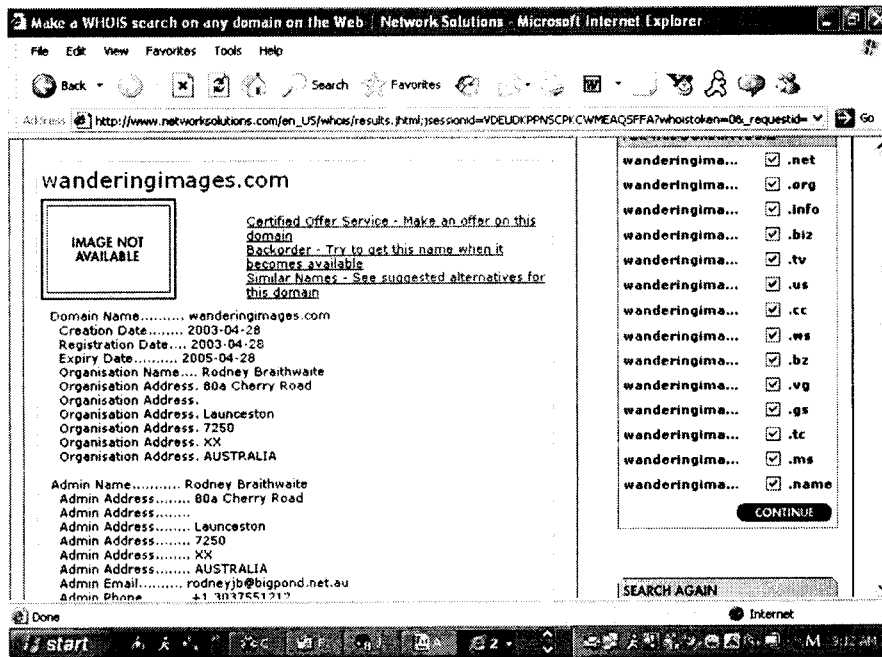 Make a WHOIS search on any domain on the Web | Network Solutions - Microsoft Internet Explorer
File Edit View Favorites Tools Help
Back Search Favorites
Address http://www.networksolutions.com/en_US/whois/results.jhtml;jsessionid=VDEUDKPPNSCPKCWMEAQ5FFA?whoistoken=0&_requestid= Go
wanderingimages.com
IMAGE NOT
AVAILABLE
Certified Offer Service - Make an offer on this
domain
Backorder - Try to get this name when it
becomes available
Similar Names - See suggested alternatives for
this domain
Domain Name.......... wanderingimages.com
Creation Date........ 2003-04-28
Registration Date.... 2003-04-28
Expiry Date.......... 2005-04-28
Organisation Name.... Rodney Braithwaite
Organisation Address. 80a Cherry Road
Organisation Address.
Organisation Address. Launceston
Organisation Address. 7250
Organisation Address. XX
Organisation Address. AUSTRALIA
Admin Name........... Rodney Braithwaite
Admin Address........ 80a Cherry Road
Admin Address........
Admin Address........ Launceston
Admin Address........ 7250
Admin Address........ XX
Admin Address........ AUSTRALIA
Admin Email.......... rodneyjb@bigpond.net.au
Admin Phone +1 3037551212
wanderingima... .net
wanderingima... .org
wanderingima... .info
wanderingima... .biz
wanderingima... .tv
wanderingima... .us
wanderingima... .cc
wanderingima... .ws
wanderingima... .bz
wanderingima... .vg
wanderingima... .gs
wanderingima... .tc
wanderingima... .ms
wanderingima... .name
CONTINUE
SEARCH AGAIN
Done Internet
start 2 M 9:12 AM